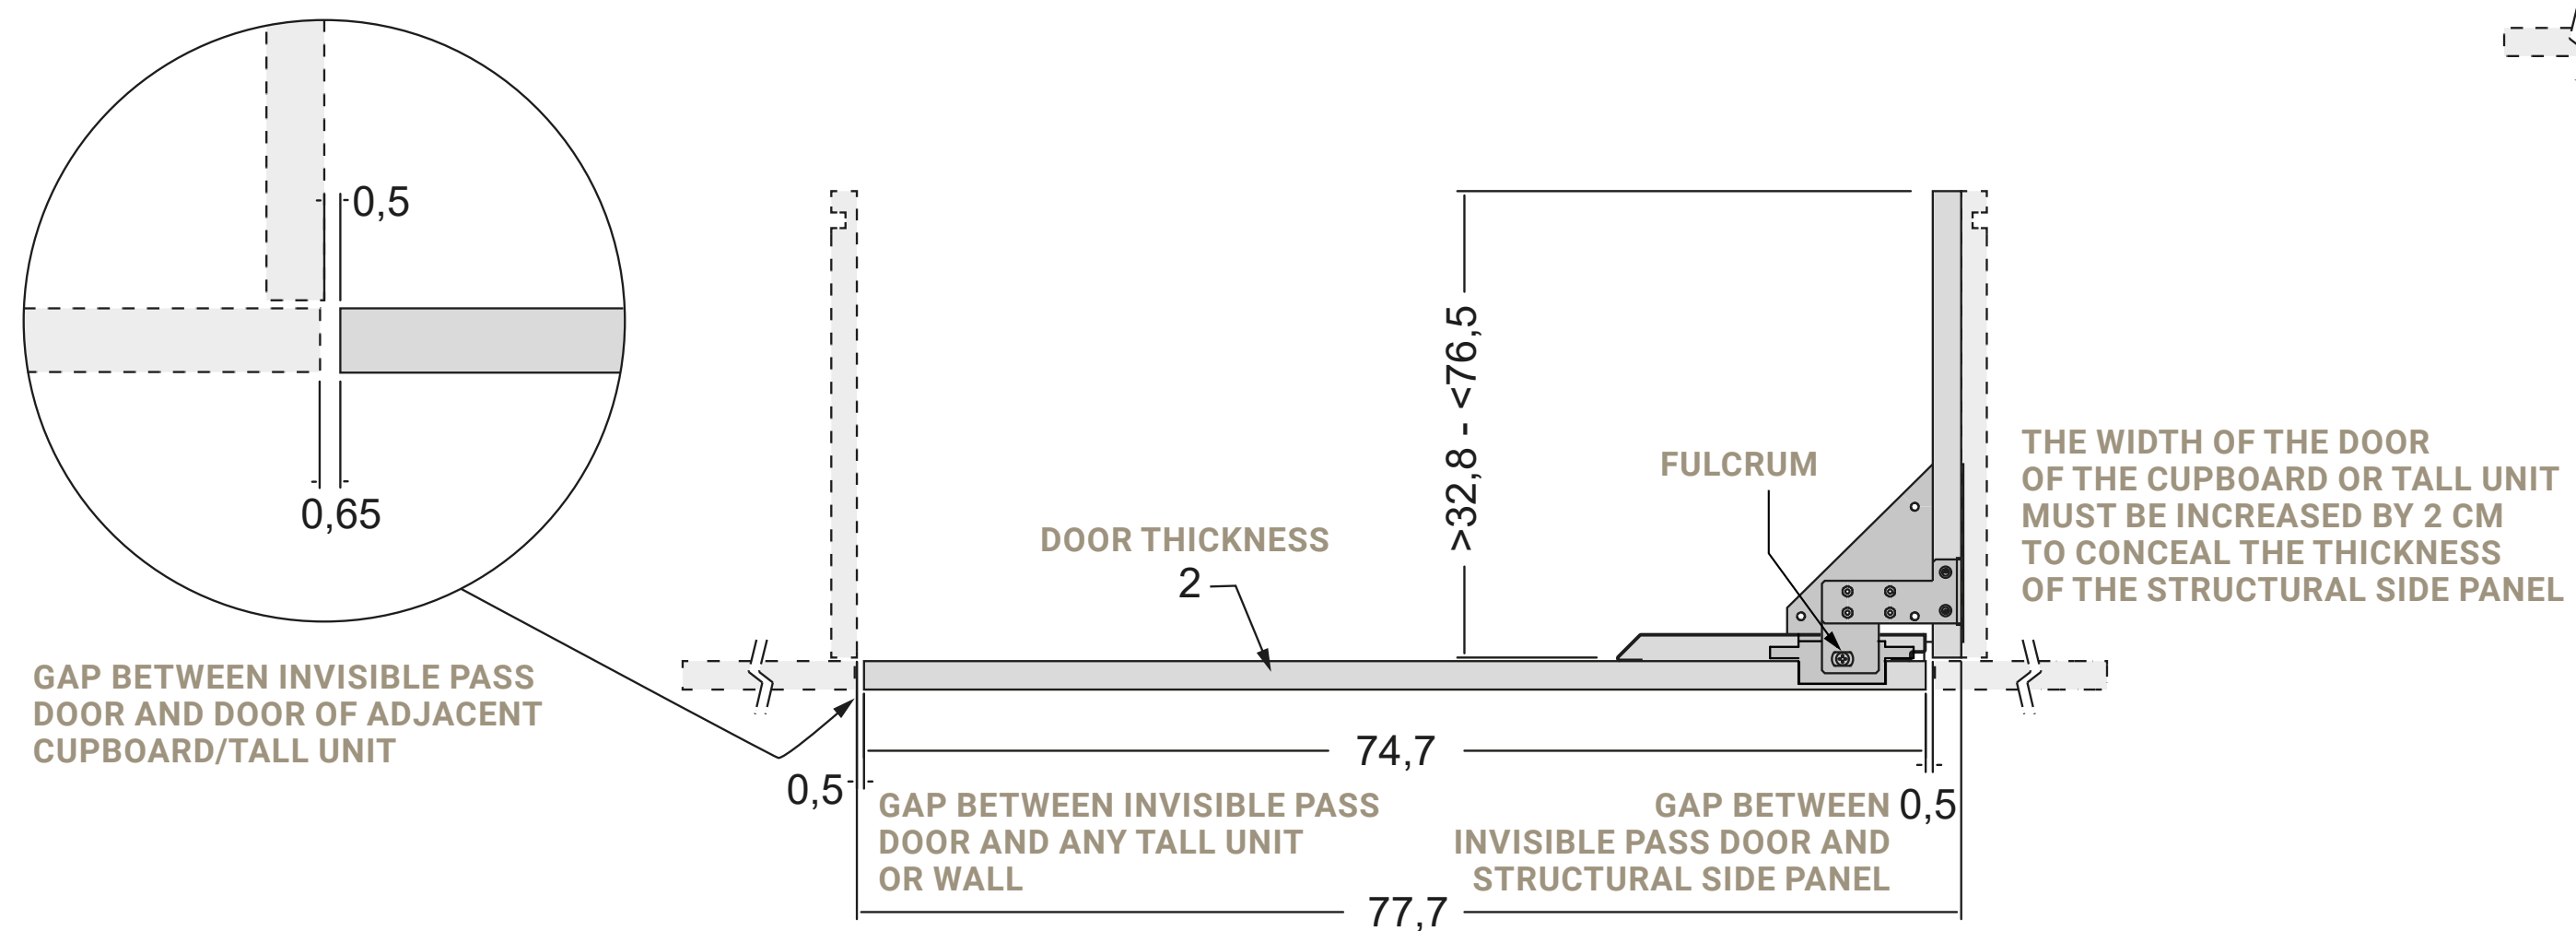 0,5
0,65
GAP BETWEEN INVISIBLE PASS
DOOR AND DOOR OF ADJACENT
CUPBOARD/TALL UNIT
DOOR THICKNESS
2
>32,8 - <76,5
FULCRUM
THE WIDTH OF THE DOOR
OF THE CUPBOARD OR TALL UNIT
MUST BE INCREASED BY 2 CM
TO CONCEAL THE THICKNESS
OF THE STRUCTURAL SIDE PANEL
74,7
0,5
GAP BETWEEN INVISIBLE PASS
DOOR AND ANY TALL UNIT
OR WALL
GAP BETWEEN
INVISIBLE PASS DOOR AND
STRUCTURAL SIDE PANEL
0,5
77,7